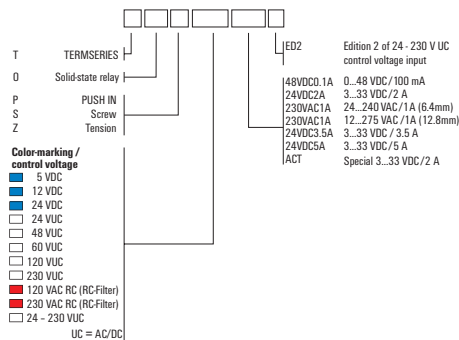 T TERMSERIES
O Solid-state relay
P PUSH IN
S Screw
Z Tension
Color-marking /
control voltage
5 VDC
12 VDC
24 VDC
24 VUC
48 VUC
60 VUC
120 VUC
230 VUC
120 VAC RC (RC-Filter)
230 VAC RC (RC-Filter)
24 - 230 VUC
UC = AC/DC
ED2 Edition 2 of 24 - 230 V UC
control voltage input
48VDC0.1A 0...48 VDC/100 mA
24VDC2A 3...33 VDC/2 A
230VAC1A 24...240 VAC/1A (6.4mm)
230VAC1A 12...275 VAC/1A (12.8mm)
24VDC3.5A 3...33 VDC / 3.5 A
24VDC5A 3...33 VDC/5 A
ACT Special 3...33 VDC/2 A